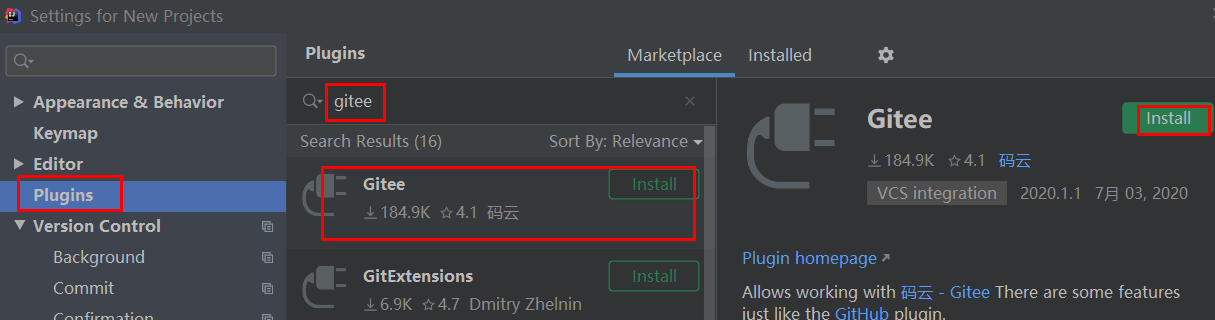 Settings for New Projects
Appearance & Behavior
Keymap
Editor
Plugins
Version Control
Background
Commit
Confirmation
Plugins
Marketplace
Installed
gitee
Search Results (16)
Sort By: Relevance
Gitee
Install
184.9K
4.1
码云
GitExtensions
Install
6.9K
4.7
Dmitry Zhelnin
Gitee
Install
184.9K
4.1
码云
VCS integration
2020.1.1
7月 03, 2020
Plugin homepage
Allows working with 码云 - Gitee There are some features
just like the GitHub plugin.